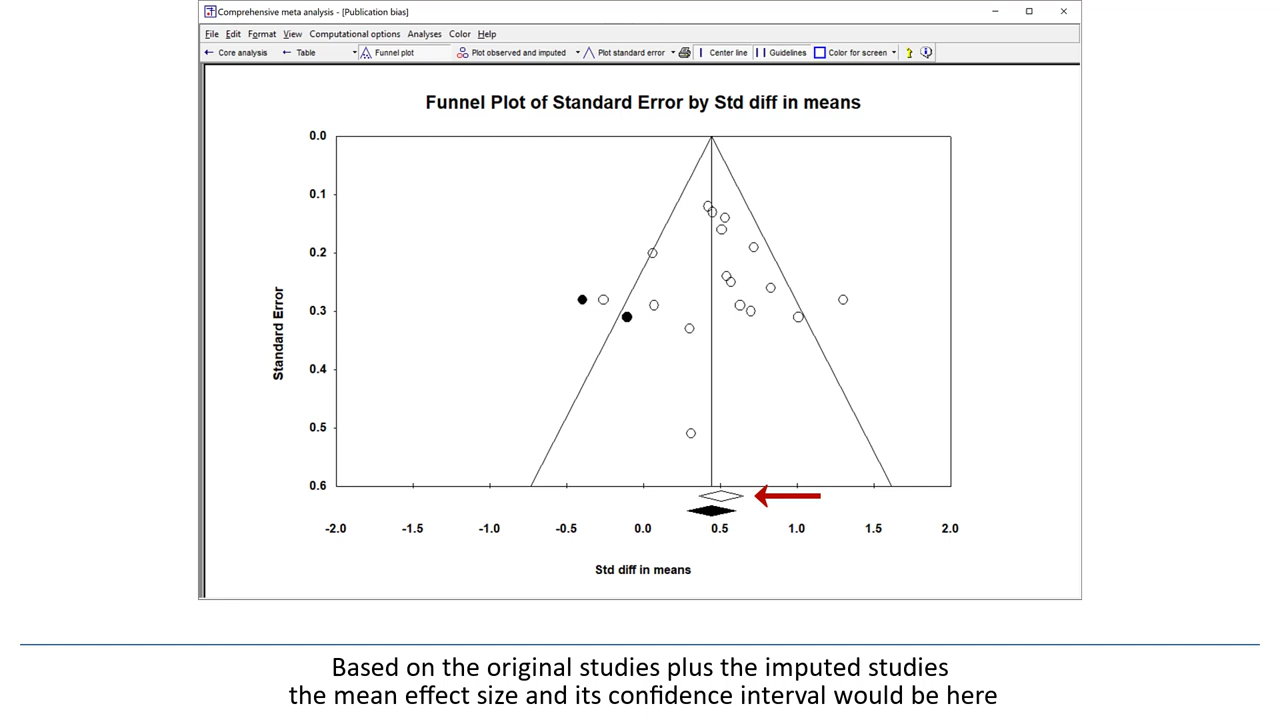 Comprehensive meta analysis - [Publication bias]
File Edit Format View Computational options Analyses Color Help
Core analysis Table Funnel plot Plot observed and imputed Plot standard error Center line Guidelines Color for screen ?
Funnel Plot of Standard Error by Std diff in means
0.0
0.1
0.2
0.3
0.4
0.5
0.6
Standard Error
-2.0 -1.5 -1.0 -0.5 0.0 0.5 1.0 1.5 2.0
Std diff in means
Based on the original studies plus the imputed studies
the mean effect size and its confidence interval would be here